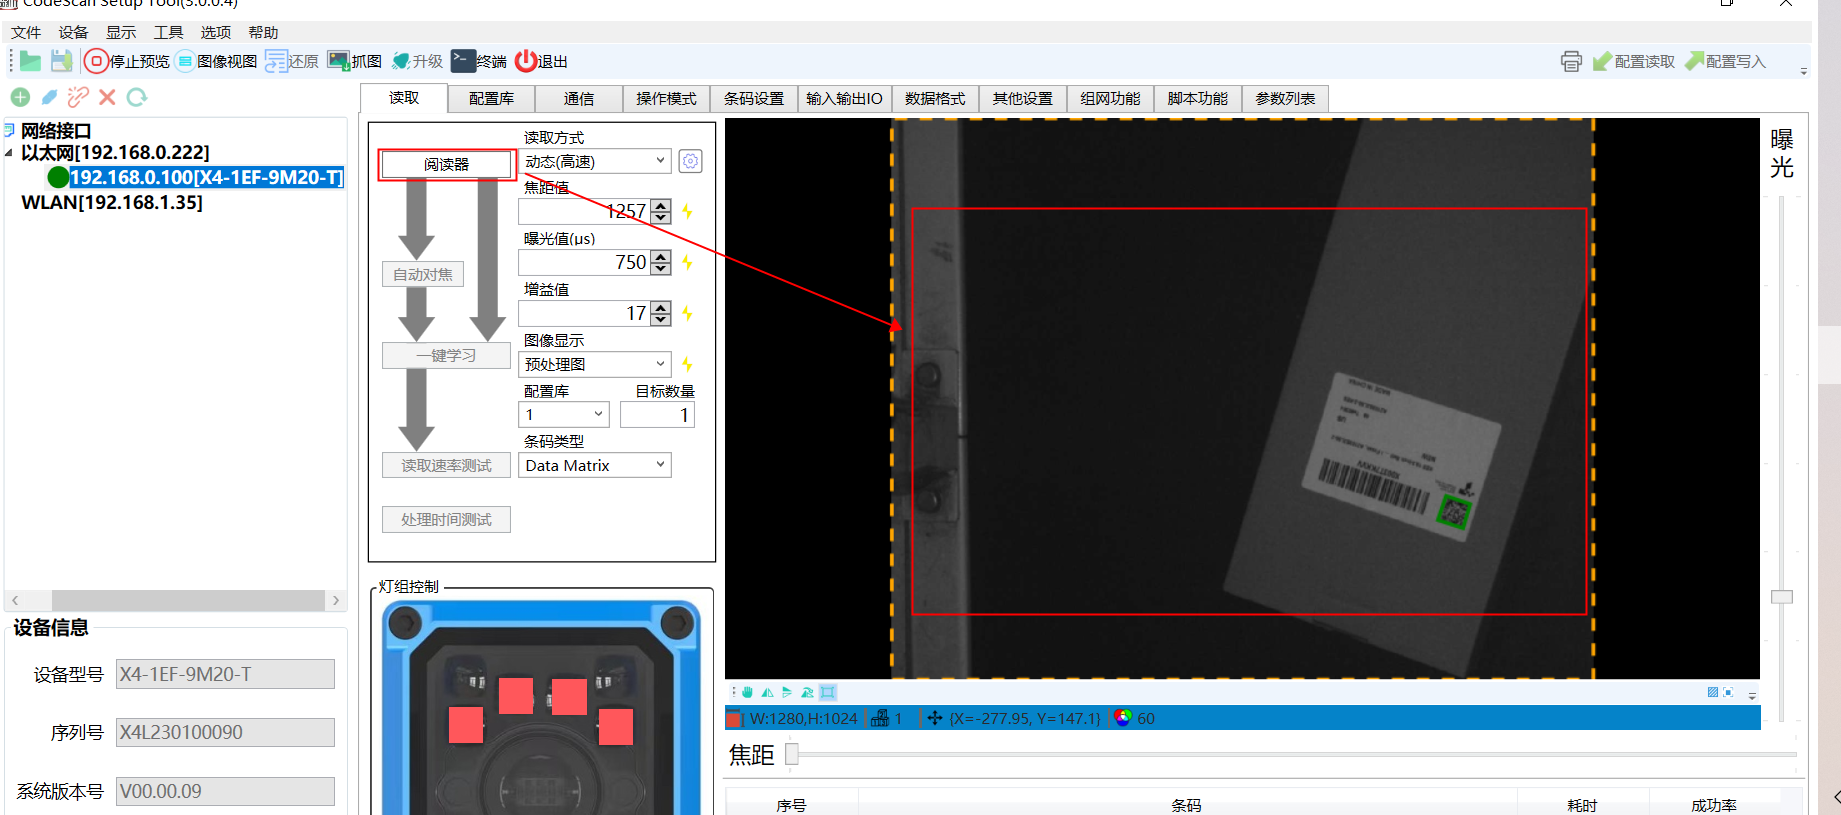 CodeScan Setup Tool(3.0.0.4)
文件 设备 显示 工具 选项 帮助
停止预览 图像视图 还原 抓图 升级 终端 退出 配置读取 配置写入
读取 配置库 通信 操作模式 条码设置 输入输出IO 数据格式 其他设置 组网功能 脚本功能 参数列表
网络接口
以太网[192.168.0.222]
192.168.0.100[X4-1EF-9M20-T]
WLAN[192.168.1.35]
设备信息
设备型号 X4-1EF-9M20-T
序列号 X4L230100090
系统版本号 V00.00.09
阅读器
自动对焦
一键学习
读取速率测试
处理时间测试
读取方式
动态(高速)
焦距值
1257
曝光值(μs)
750
增益值
17
图像显示
预处理图
配置库 目标数量
1 1
条码类型
Data Matrix
灯组控制
曝光
W:1280,H:1024 1 {X=-277.95, Y=147.1} 60
焦距
序号 条码 耗时 成功率